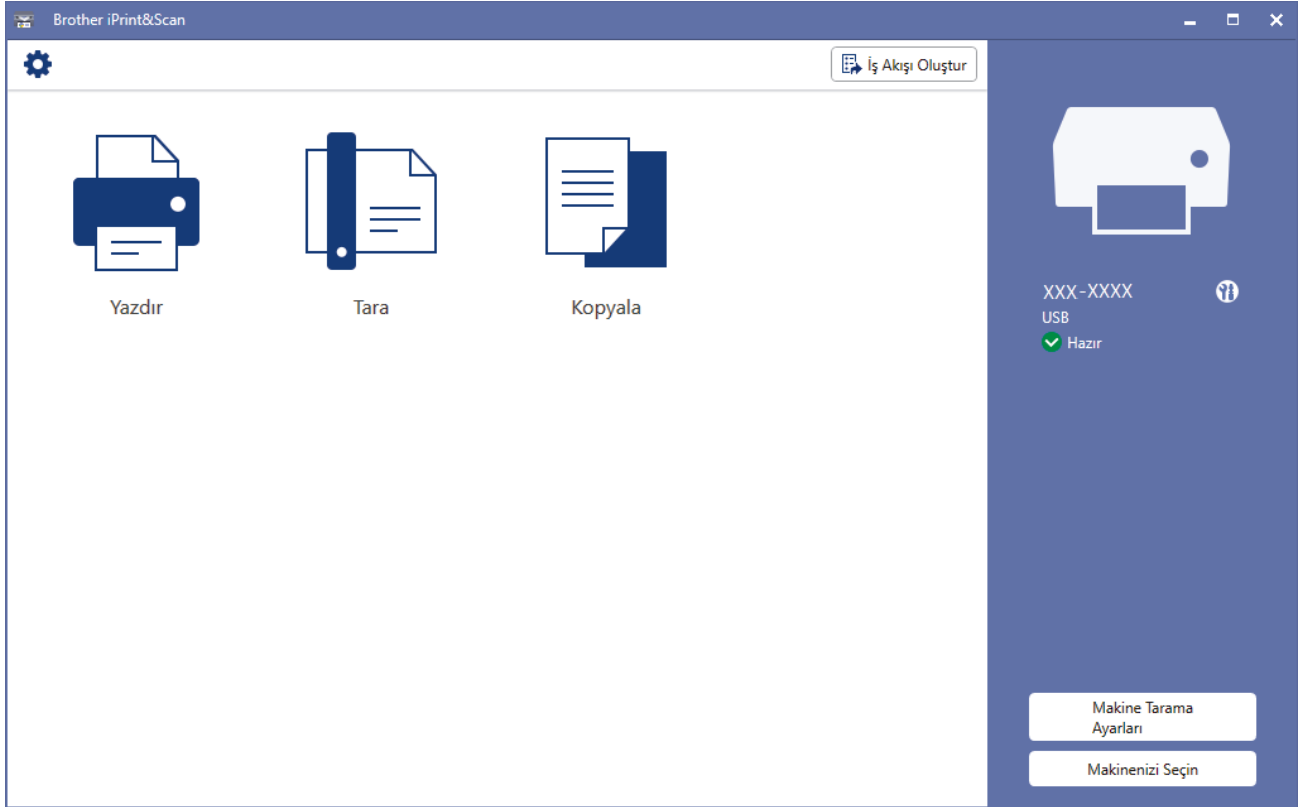 Brother iPrint&Scan
İş Akışı Oluştur
Yazdır
Tara
Kopyala
XXX-XXXX
USB
Hazır
Makine Tarama
Ayarları
Makinenizi Seçin